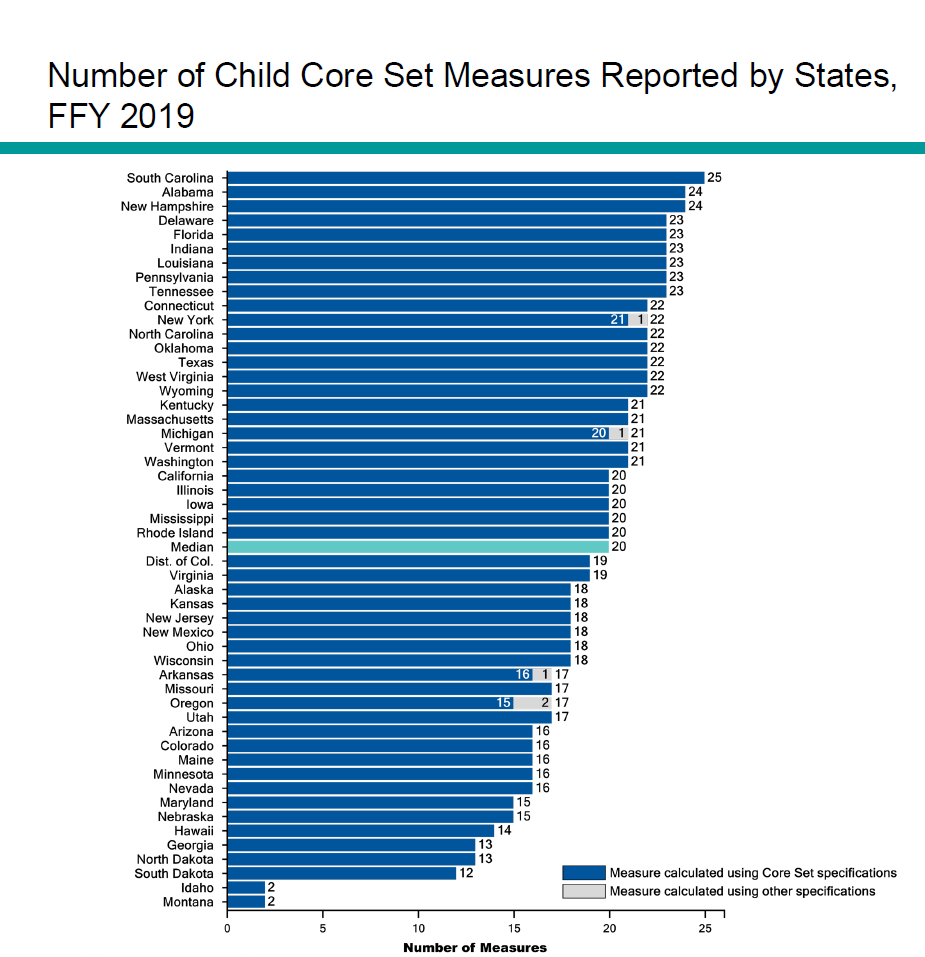 Number of Child Core Set Measures Reported by States,
FFY 2019
South Carolina 25
Alabama 24
New Hampshire 24
Delaware 23
Florida 23
Indiana 23
Louisiana 23
Pennsylvania 23
Tennessee 23
Connecticut 22
New York 21 1 22
North Carolina 22
Oklahoma 22
Texas 22
West Virginia 22
Wyoming 22
Kentucky 21
Massachusetts 21
Michigan 20 1 21
Vermont 21
Washington 21
California 20
Illinois 20
Iowa 20
Mississippi 20
Rhode Island 20
Median 20
Dist. of Col. 19
Virginia 19
Alaska 18
Kansas 18
New Jersey 18
New Mexico 18
Ohio 18
Wisconsin 18
Arkansas 16 1 17
Missouri 17
Oregon 15 2 17
Utah 17
Arizona 16
Colorado 16
Maine 16
Minnesota 16
Nevada 16
Maryland 15
Nebraska 15
Hawaii 14
Georgia 13
North Dakota 13
South Dakota 12
Idaho 2
Montana 2
Measure calculated using Core Set specifications
Measure calculated using other specifications
0 5 10 15 20 25
Number of Measures